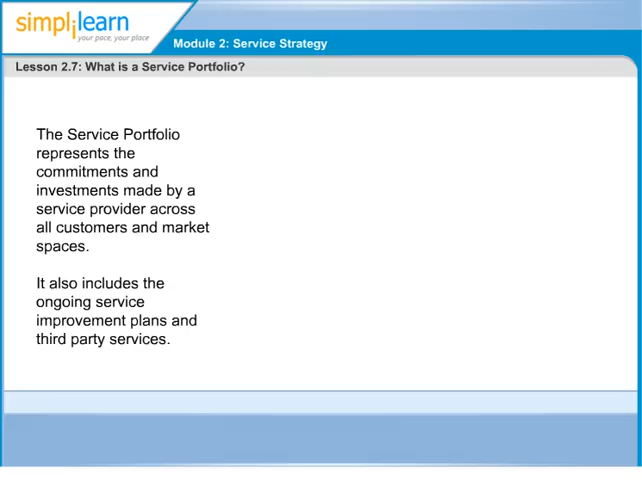 simplilearn
your pace, your place
Module 2: Service Strategy
Lesson 2.7: What is a Service Portfolio?
The Service Portfolio
represents the
commitments and
investments made by a
service provider across
all customers and market
spaces.
It also includes the
ongoing service
improvement plans and
third party services.